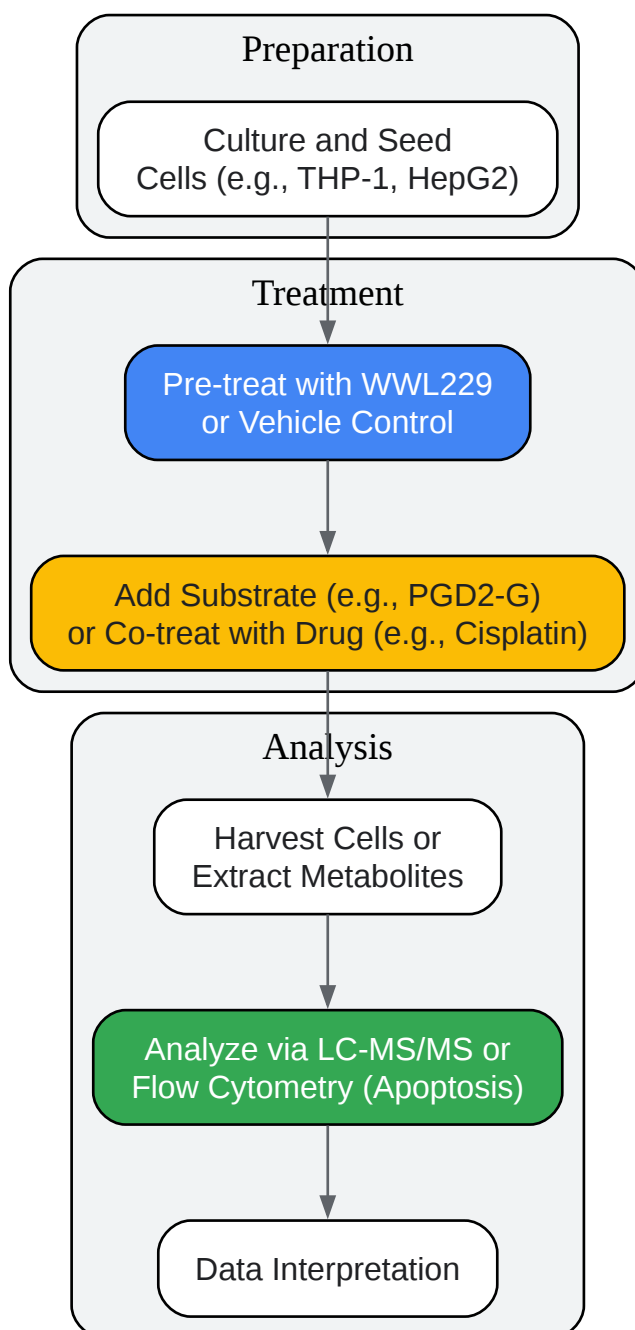 Preparation
Culture and Seed
Cells (e.g., THP-1, HepG2)
Treatment
Pre-treat with WWL229
or Vehicle Control
Add Substrate (e.g., PGD2-G)
or Co-treat with Drug (e.g., Cisplatin)
Analysis
Harvest Cells or
Extract Metabolites
Analyze via LC-MS/MS or
Flow Cytometry (Apoptosis)
Data Interpretation